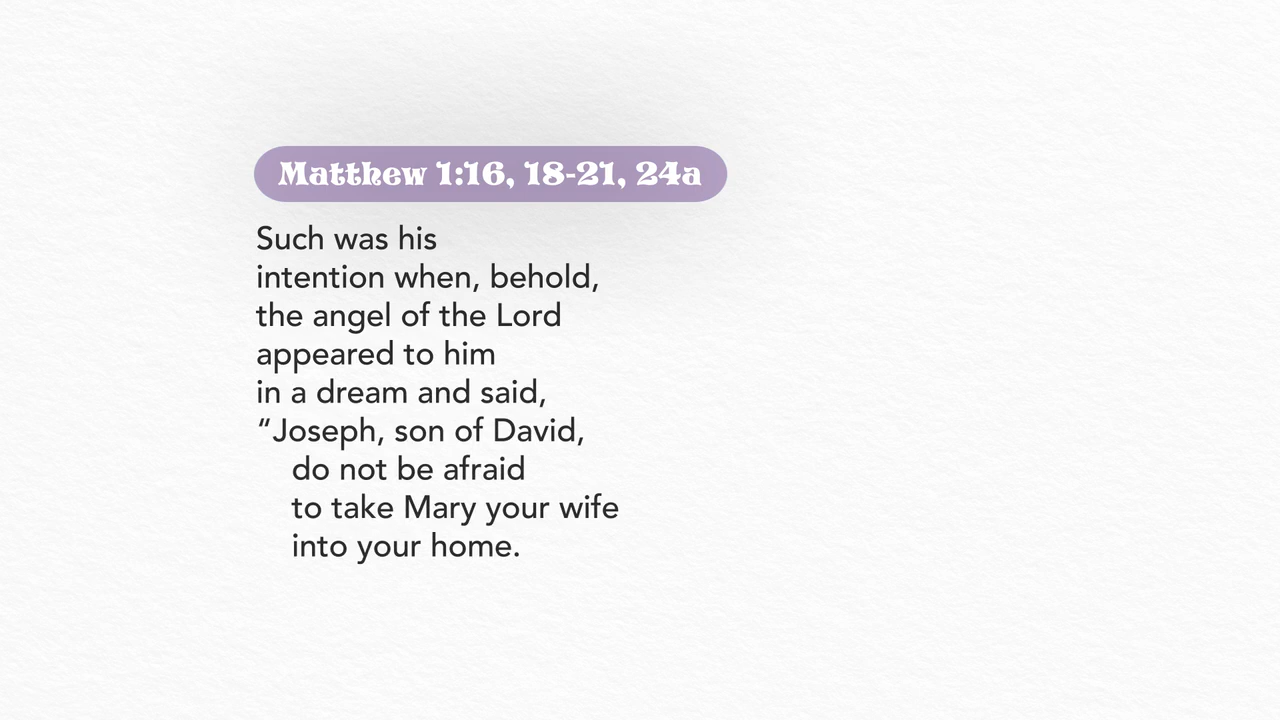 Matthew 1:16, 18-21, 24a
Such was his
intention when, behold,
the angel of the Lord
appeared to him
in a dream and said,
“Joseph, son of David,
do not be afraid
to take Mary your wife
into your home.